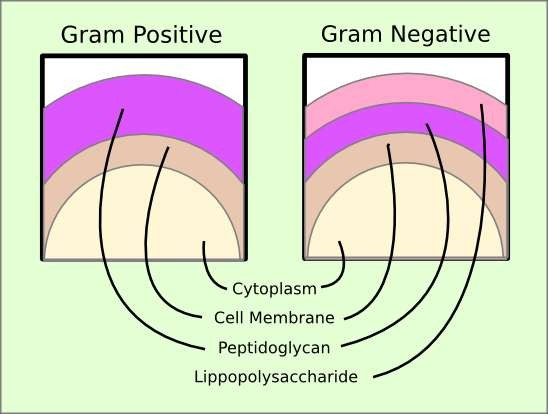 Gram Positive
Gram Negative
Cytoplasm
Cell Membrane
Peptidoglycan
Lippopolysaccharide